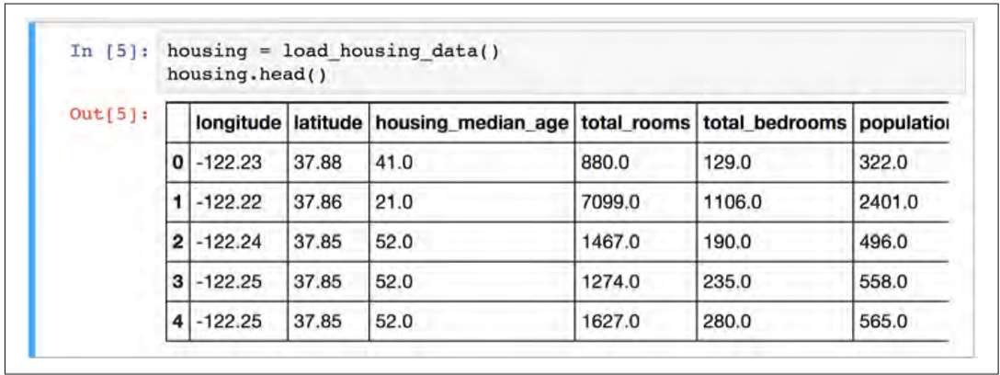 In [5]: housing = load_housing_data()
housing.head()
Out[5]:
longitude latitude housing_median_age total_rooms total_bedrooms population
0 -122.23 37.88 41.0 880.0 129.0 322.0
1 -122.22 37.86 21.0 7099.0 1106.0 2401.0
2 -122.24 37.85 52.0 1467.0 190.0 496.0
3 -122.25 37.85 52.0 1274.0 235.0 558.0
4 -122.25 37.85 52.0 1627.0 280.0 565.0